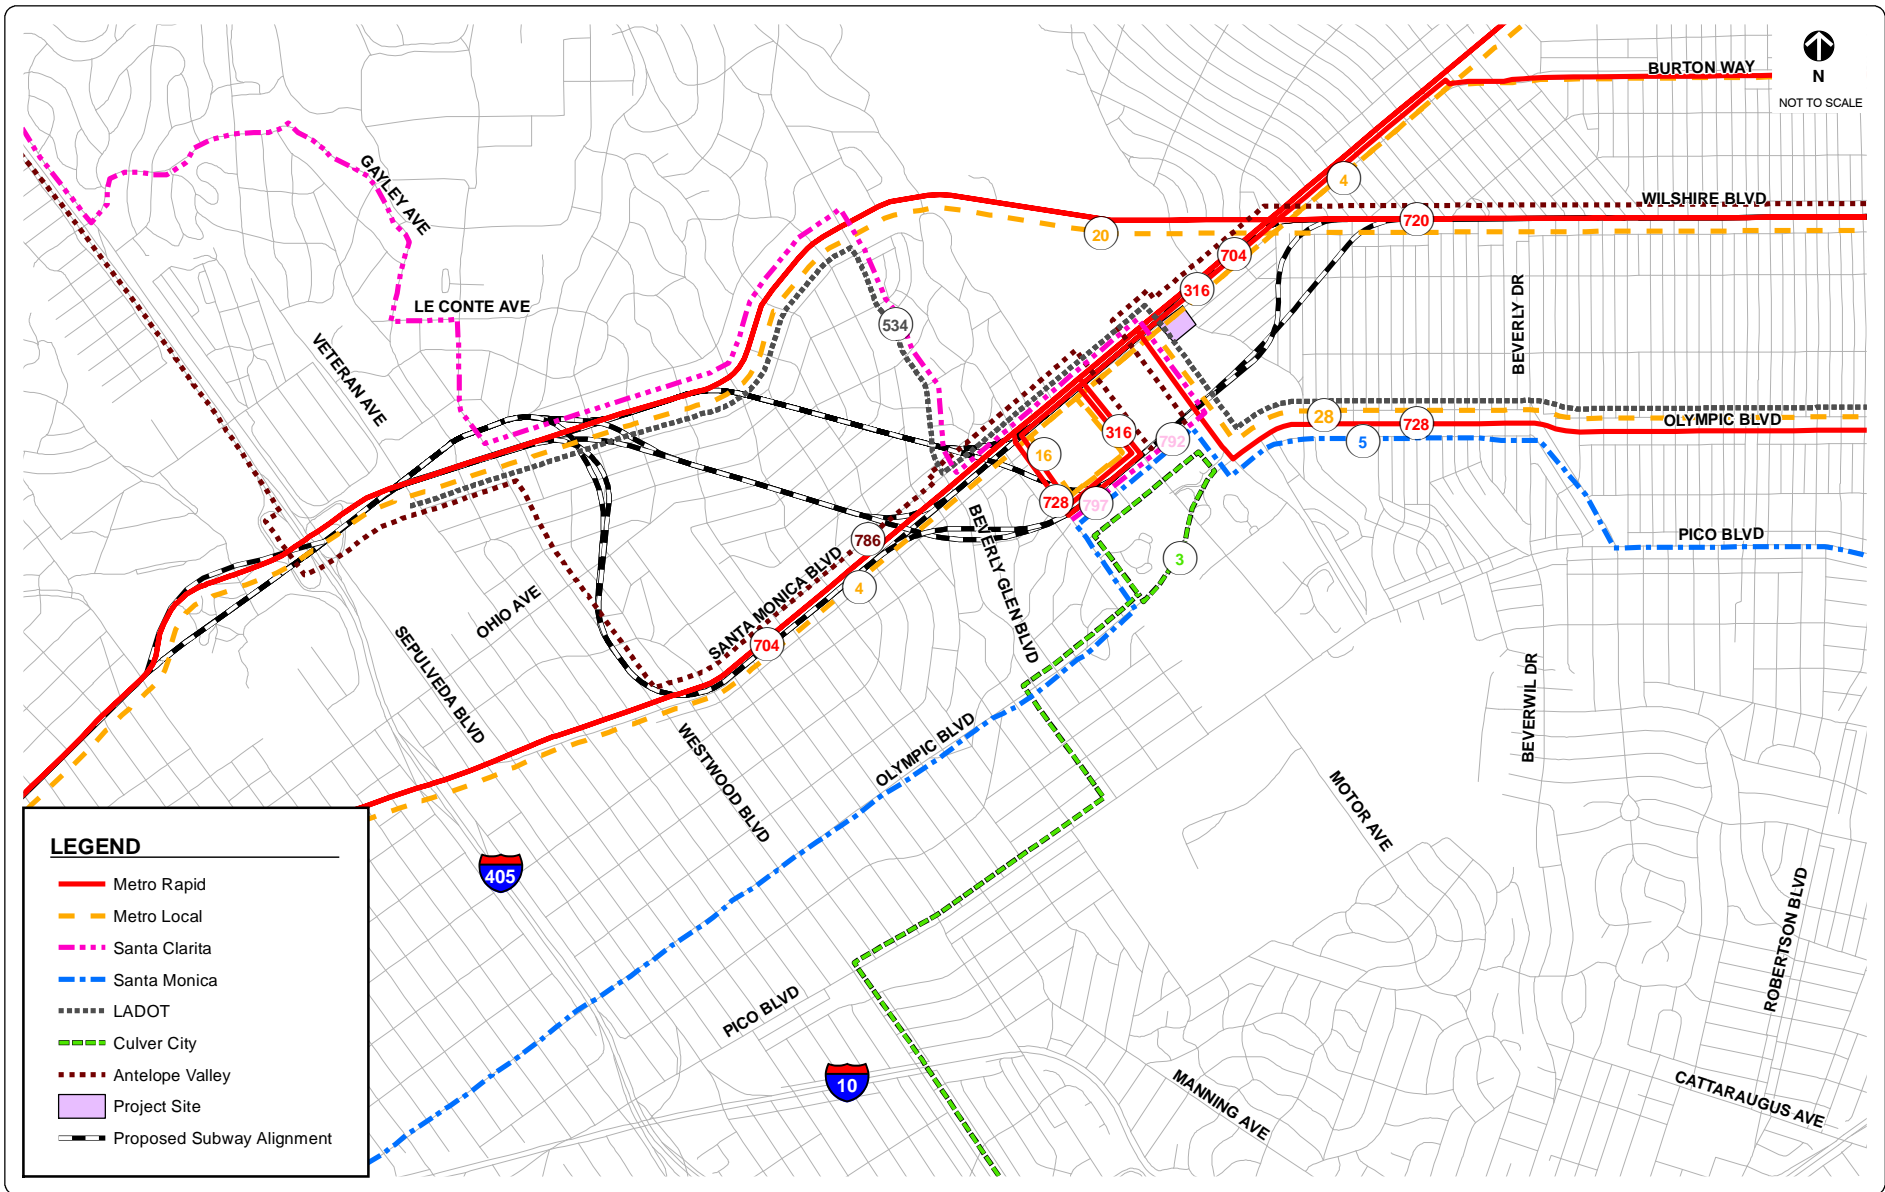 BURTON WAY
N
NOT TO SCALE
GAYLEY AVE
4
WILSHIRE BLVD
720
20
704
316
LE CONTE AVE
534
VETERAN AVE
BEVERLY DR
28
728
OLYMPIC BLVD
5
316
792
16
728
797
786
BEVERLY GLEN BLVD
PICO BLVD
3
4
OHIO AVE
SANTA MONICA BLVD
704
SEPULVEDA BLVD
WESTWOOD BLVD
OLYMPIC BLVD
BEVERWIL DR
MOTOR AVE
405
ROBERTSON BLVD
PICO BLVD
10
MANNING AVE
CATTARAUGUS AVE
LEGEND
Metro Rapid
Metro Local
Santa Clarita
Santa Monica
LADOT
Culver City
Antelope Valley
Project Site
Proposed Subway Alignment